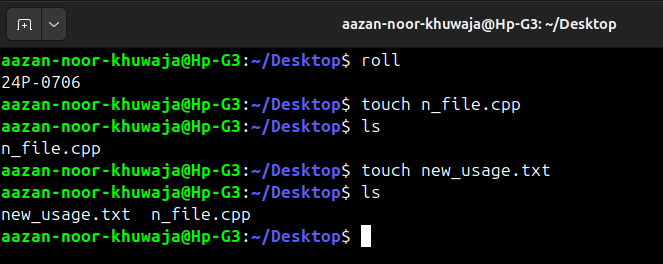 aazan-noor-khuwaja@Hp-G3: ~/Desktop
aazan-noor-khuwaja@Hp-G3:~/Desktop$ roll
24P-0706
aazan-noor-khuwaja@Hp-G3:~/Desktop$ touch n_file.cpp
aazan-noor-khuwaja@Hp-G3:~/Desktop$ ls
n_file.cpp
aazan-noor-khuwaja@Hp-G3:~/Desktop$ touch new_usage.txt
aazan-noor-khuwaja@Hp-G3:~/Desktop$ ls
new_usage.txt  n_file.cpp
aazan-noor-khuwaja@Hp-G3:~/Desktop$